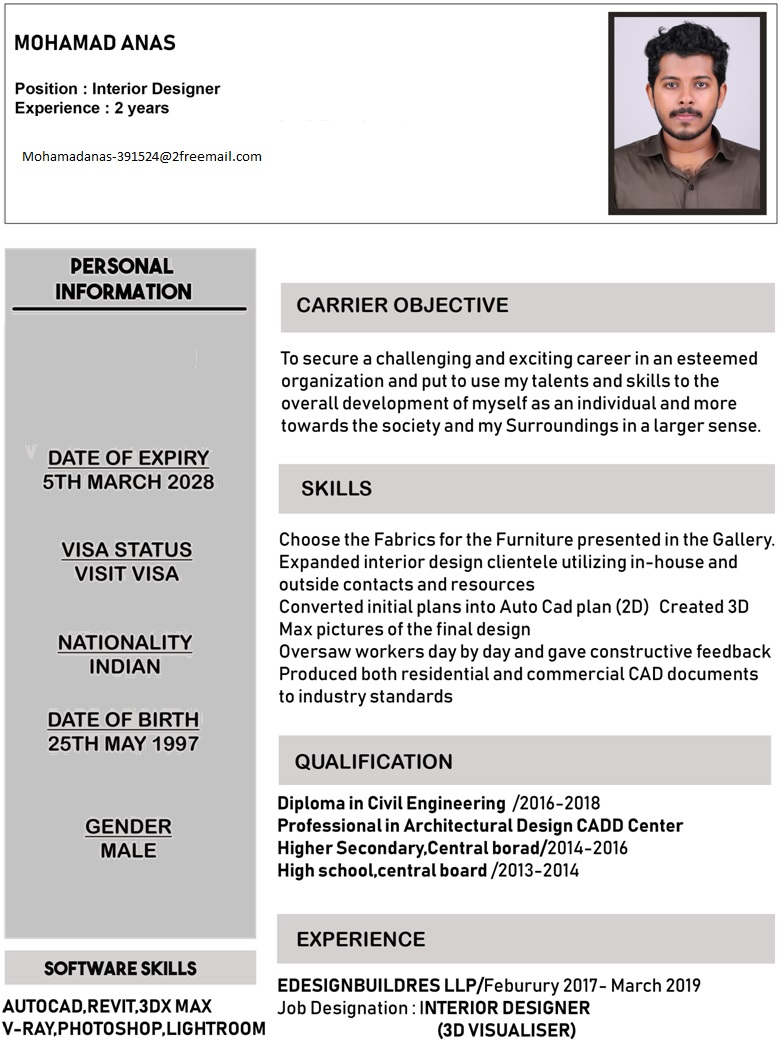 MOHAMAD ANAS
Position : Interior Designer
Experience : 2 years
Mohamadanas-391524@2freemail.com
PERSONAL
INFORMATION
DATE OF EXPIRY
5TH MARCH 2028
VISA STATUS
VISIT VISA
NATIONALITY
INDIAN
DATE OF BIRTH
25TH MAY 1997
GENDER
MALE
SOFTWARE SKILLS
AUTOCAD,REVIT,3DX MAX
V-RAY,PHOTOSHOP,LIGHTROOM
CARRIER OBJECTIVE
To secure a challenging and exciting career in an esteemed
organization and put to use my talents and skills to the
overall development of myself as an individual and more
towards the society and my Surroundings in a larger sense.
SKILLS
Choose the Fabrics for the Furniture presented in the Gallery.
Expanded interior design clientele utilizing in-house and
outside contacts and resources
Converted initial plans into Auto Cad plan (2D) Created 3D
Max pictures of the final design
Oversaw workers day by day and gave constructive feedback
Produced both residential and commercial CAD documents
to industry standards
QUALIFICATION
Diploma in Civil Engineering /2016-2018
Professional in Architectural Design CADD Center
Higher Secondary,Central borad/2014-2016
High school,central board /2013-2014
EXPERIENCE
EDESIGNBUILDRES LLP/Feburury 2017- March 2019
Job Designation : INTERIOR DESIGNER
(3D VISUALISER)